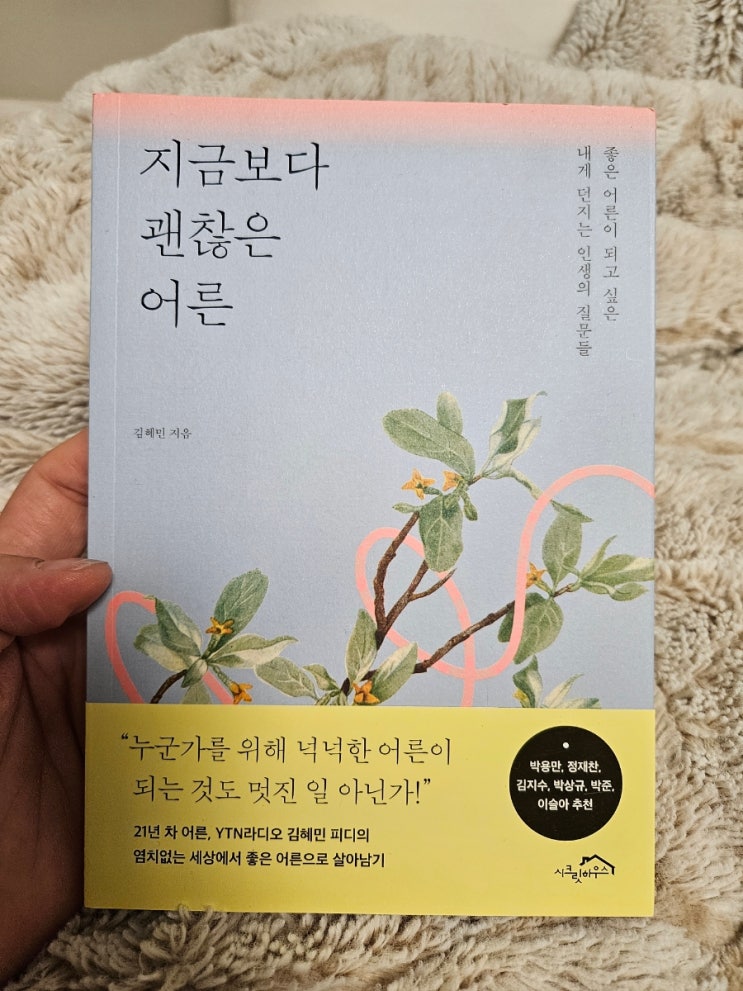 지금보다
괜찮은
어른
좋은 어른이 되고 싶은
내게 던지는 인생의 질문들
김혜민 지음
“누군가를 위해 넉넉한 어른이
되는 것도 멋진 일 아닌가!”
21년 차 어른, YTN라디오 김혜민 피디의
염치없는 세상에서 좋은 어른으로 살아남기
박용만, 정재찬,
김지수, 박상규, 박준,
이슬아 추천
시크릿하우스